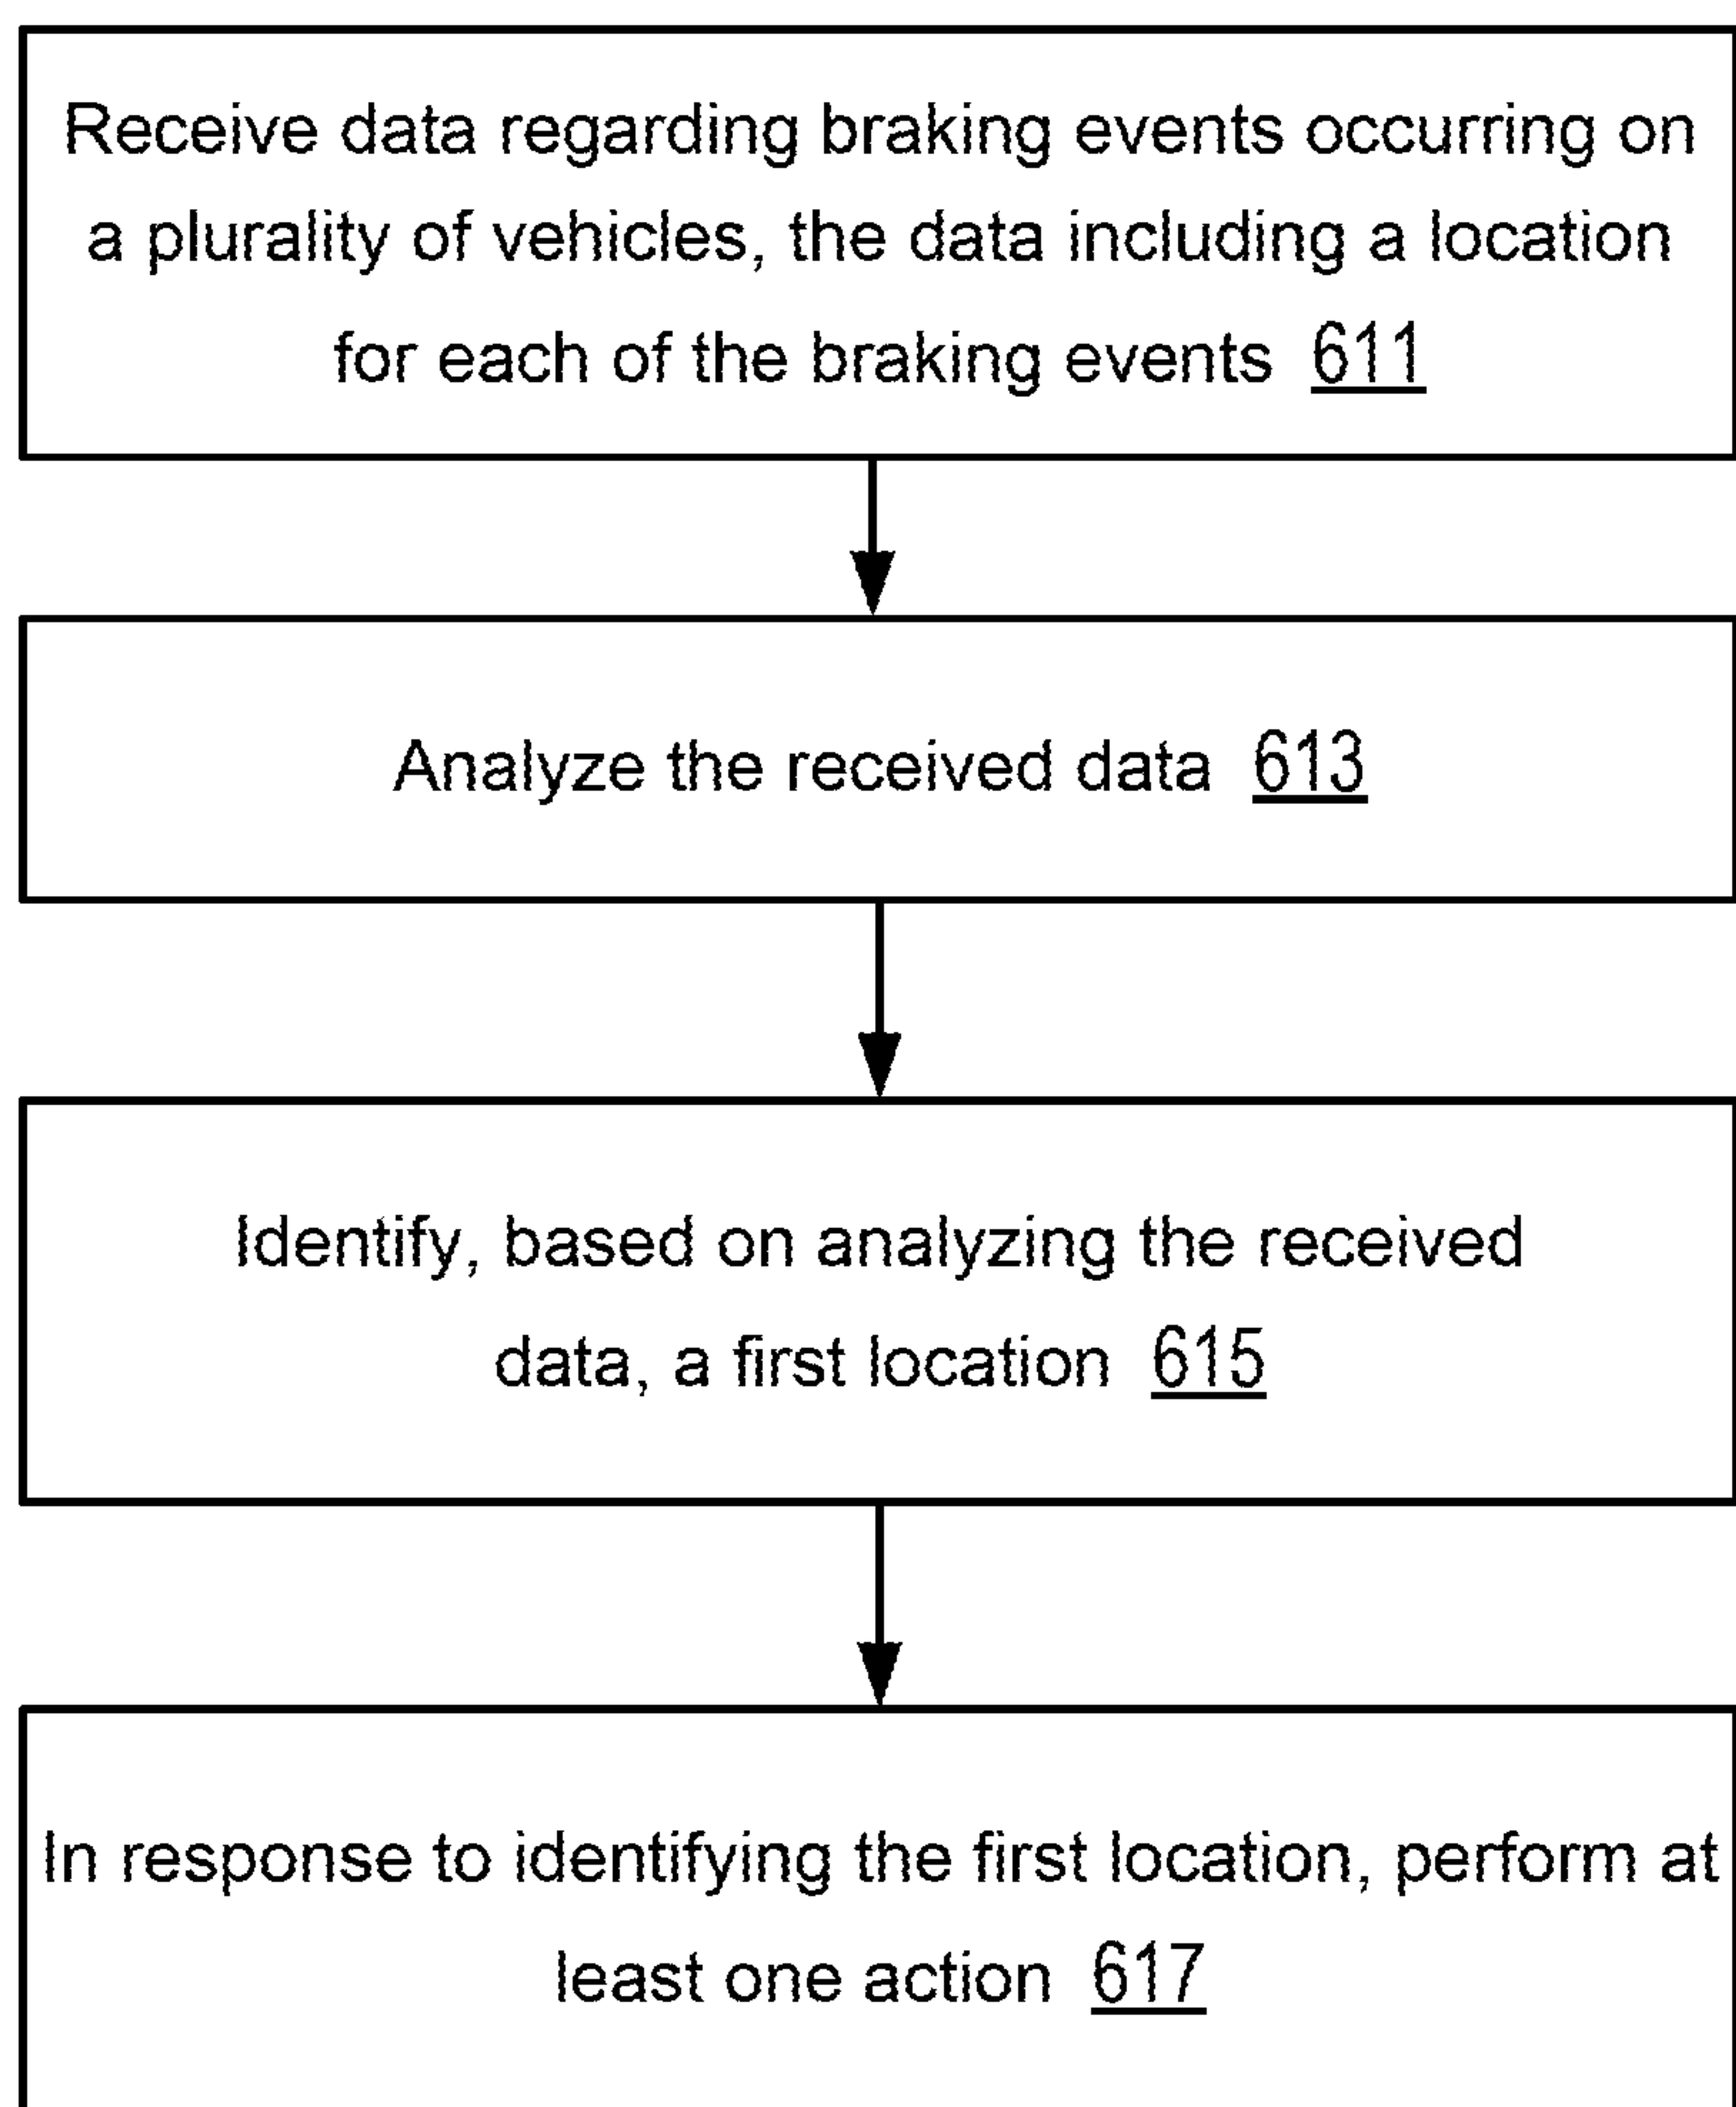 Receive data regarding braking events occurring on
a plurality of vehicles, the data including a location
for each of the braking events 611
Analyze the received data 613
Identify, based on analyzing the received
data, a first location 615
In response to identifying the first location, perform at
least one action 617